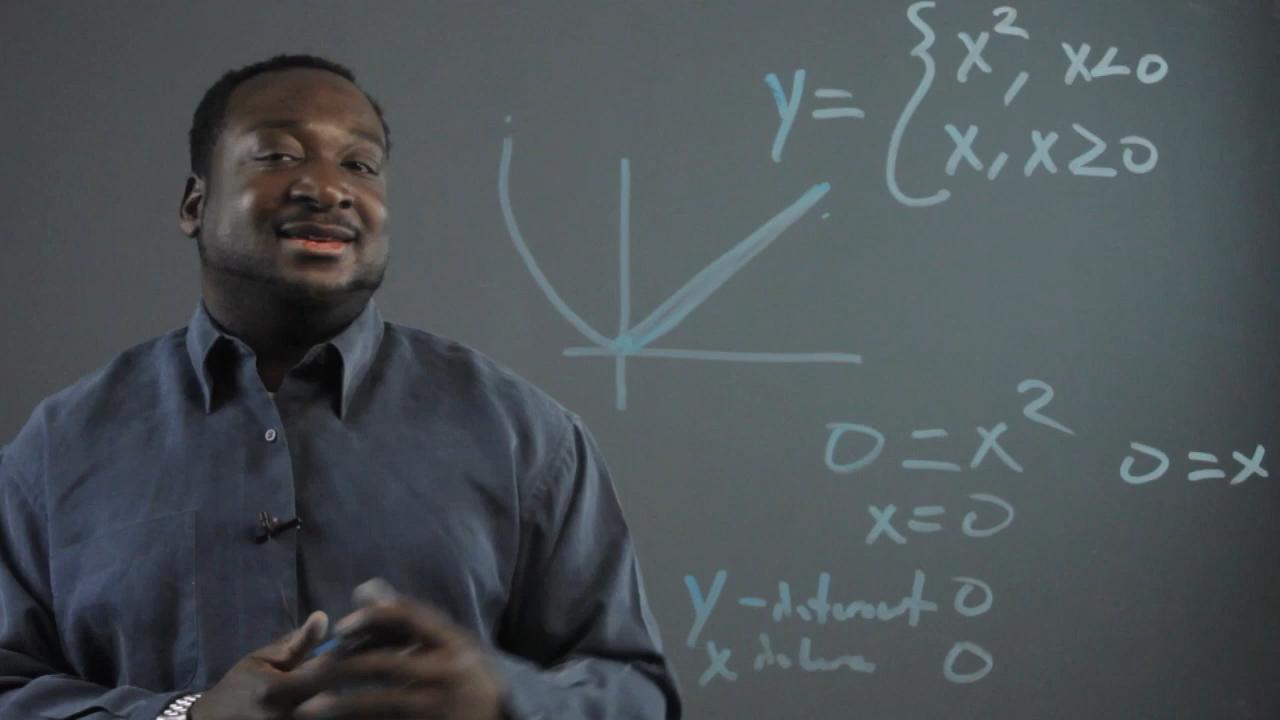 y = { x², x<0
x, x≥0
0 = x²
0 = x
x = 0
y - intercept 0
x 0